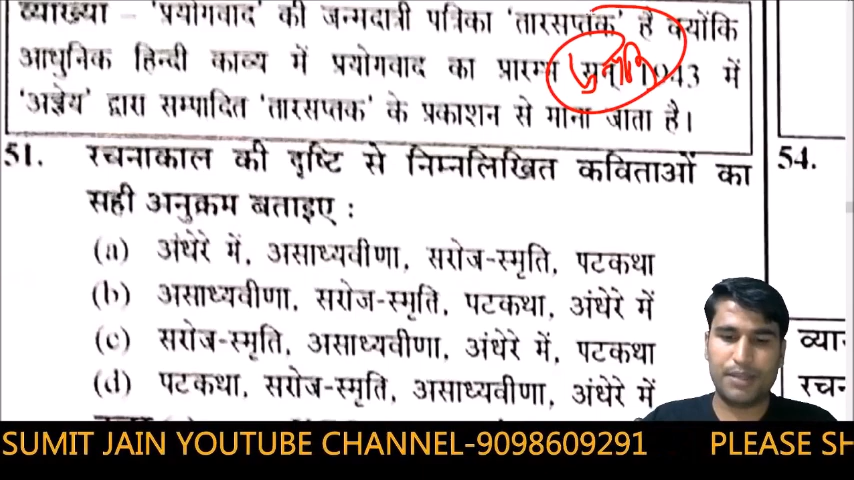 व्याख्या – 'प्रयोगवाद' की जन्मदात्री पत्रिका 'तारसप्तक' है क्योंकि
आधुनिक हिन्दी काव्य में प्रयोगवाद का प्रारम्भ सन् 1943 में
'अज्ञेय' द्वारा सम्पादित 'तारसप्तक' के प्रकाशन से माना जाता है।
51. रचनाकाल की दृष्टि से निम्नलिखित कविताओं का
सही अनुक्रम बताइए :
(a) अंधेरे में, असाध्यवीणा, सरोज-स्मृति, पटकथा
(b) असाध्यवीणा, सरोज-स्मृति, पटकथा, अंधेरे में
(c) सरोज-स्मृति, असाध्यवीणा, अंधेरे में, पटकथा
(d) पटकथा, सरोज-स्मृति, असाध्यवीणा, अंधेरे में
54.
व्या
रचन
SUMIT JAIN YOUTUBE CHANNEL-9098609291 PLEASE SH